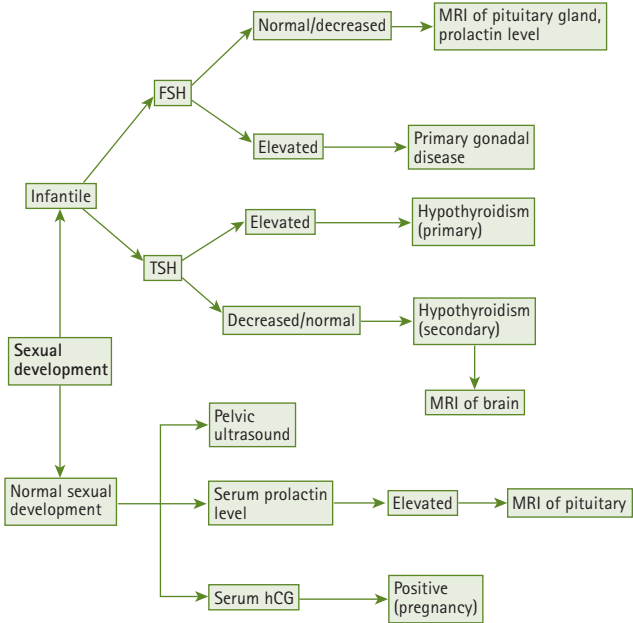 Normal/decreased
MRI of pituitary gland,
prolactin level
FSH
Elevated
Primary gonadal
disease
Infantile
Elevated
Hypothyroidism
(primary)
TSH
Decreased/normal
Hypothyroidism
(secondary)
Sexual
development
MRI of brain
Pelvic
ultrasound
Normal sexual
development
Serum prolactin
level
Elevated
MRI of pituitary
Serum hCG
Positive
(pregnancy)